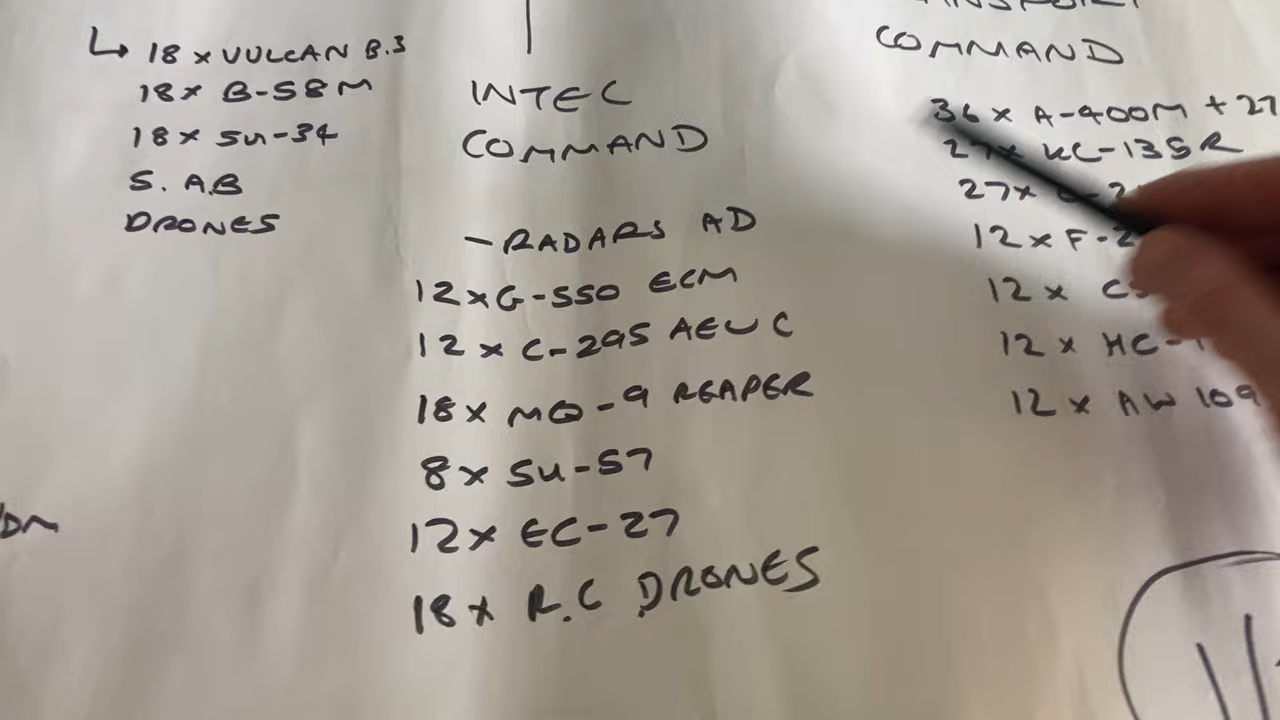 ↳ 18 x VULCAN B.3
18 x B-58M
18 x SU-34
S. A.B
DRONES
INTEC
COMMAND
- RADARS AD
12 x G-550 ECM
12 x C-295 AEW C
18 x MQ-9 REAPER
8 x SU-57
12 x EC-27
18 x R.C DRONES
COMMAND
36 x A-400M + 27
27 x KC-135R
27 x
12 x F-2
12 x
12 x HC-
12 x AW 109